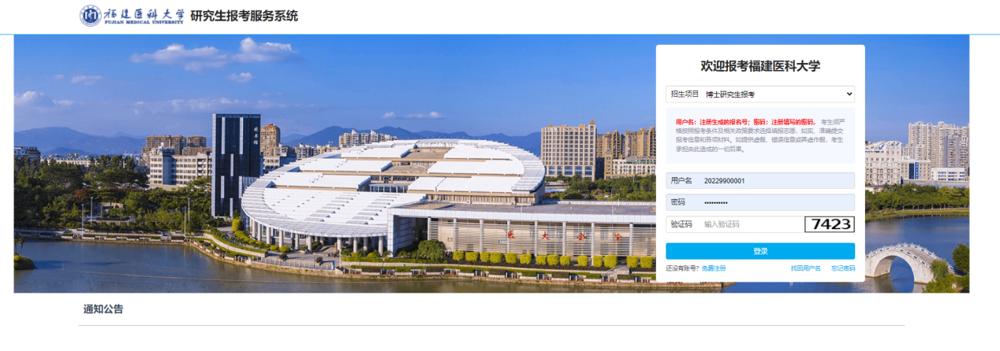 福建医科大学 研究生报考服务系统
FUJIAN MEDICAL UNIVERSITY
欢迎报考福建医科大学
招生项目 博士研究生报考
用户名：注册生成的报名号；密码：注册填写的密码。 考生须严
格按照报考条件及相关政策要求选择填报志愿、如实、准确提交
报考信息和各项材料。如提供虚假、错误信息或弄虚作假，考生
承担由此造成的一切后果。
用户名 20229900001
密码 ••••••••••
验证码 输入验证码 7423
登录
还没有账号？免费注册 找回用户名 忘记密码
图书馆
医大会堂
通知公告